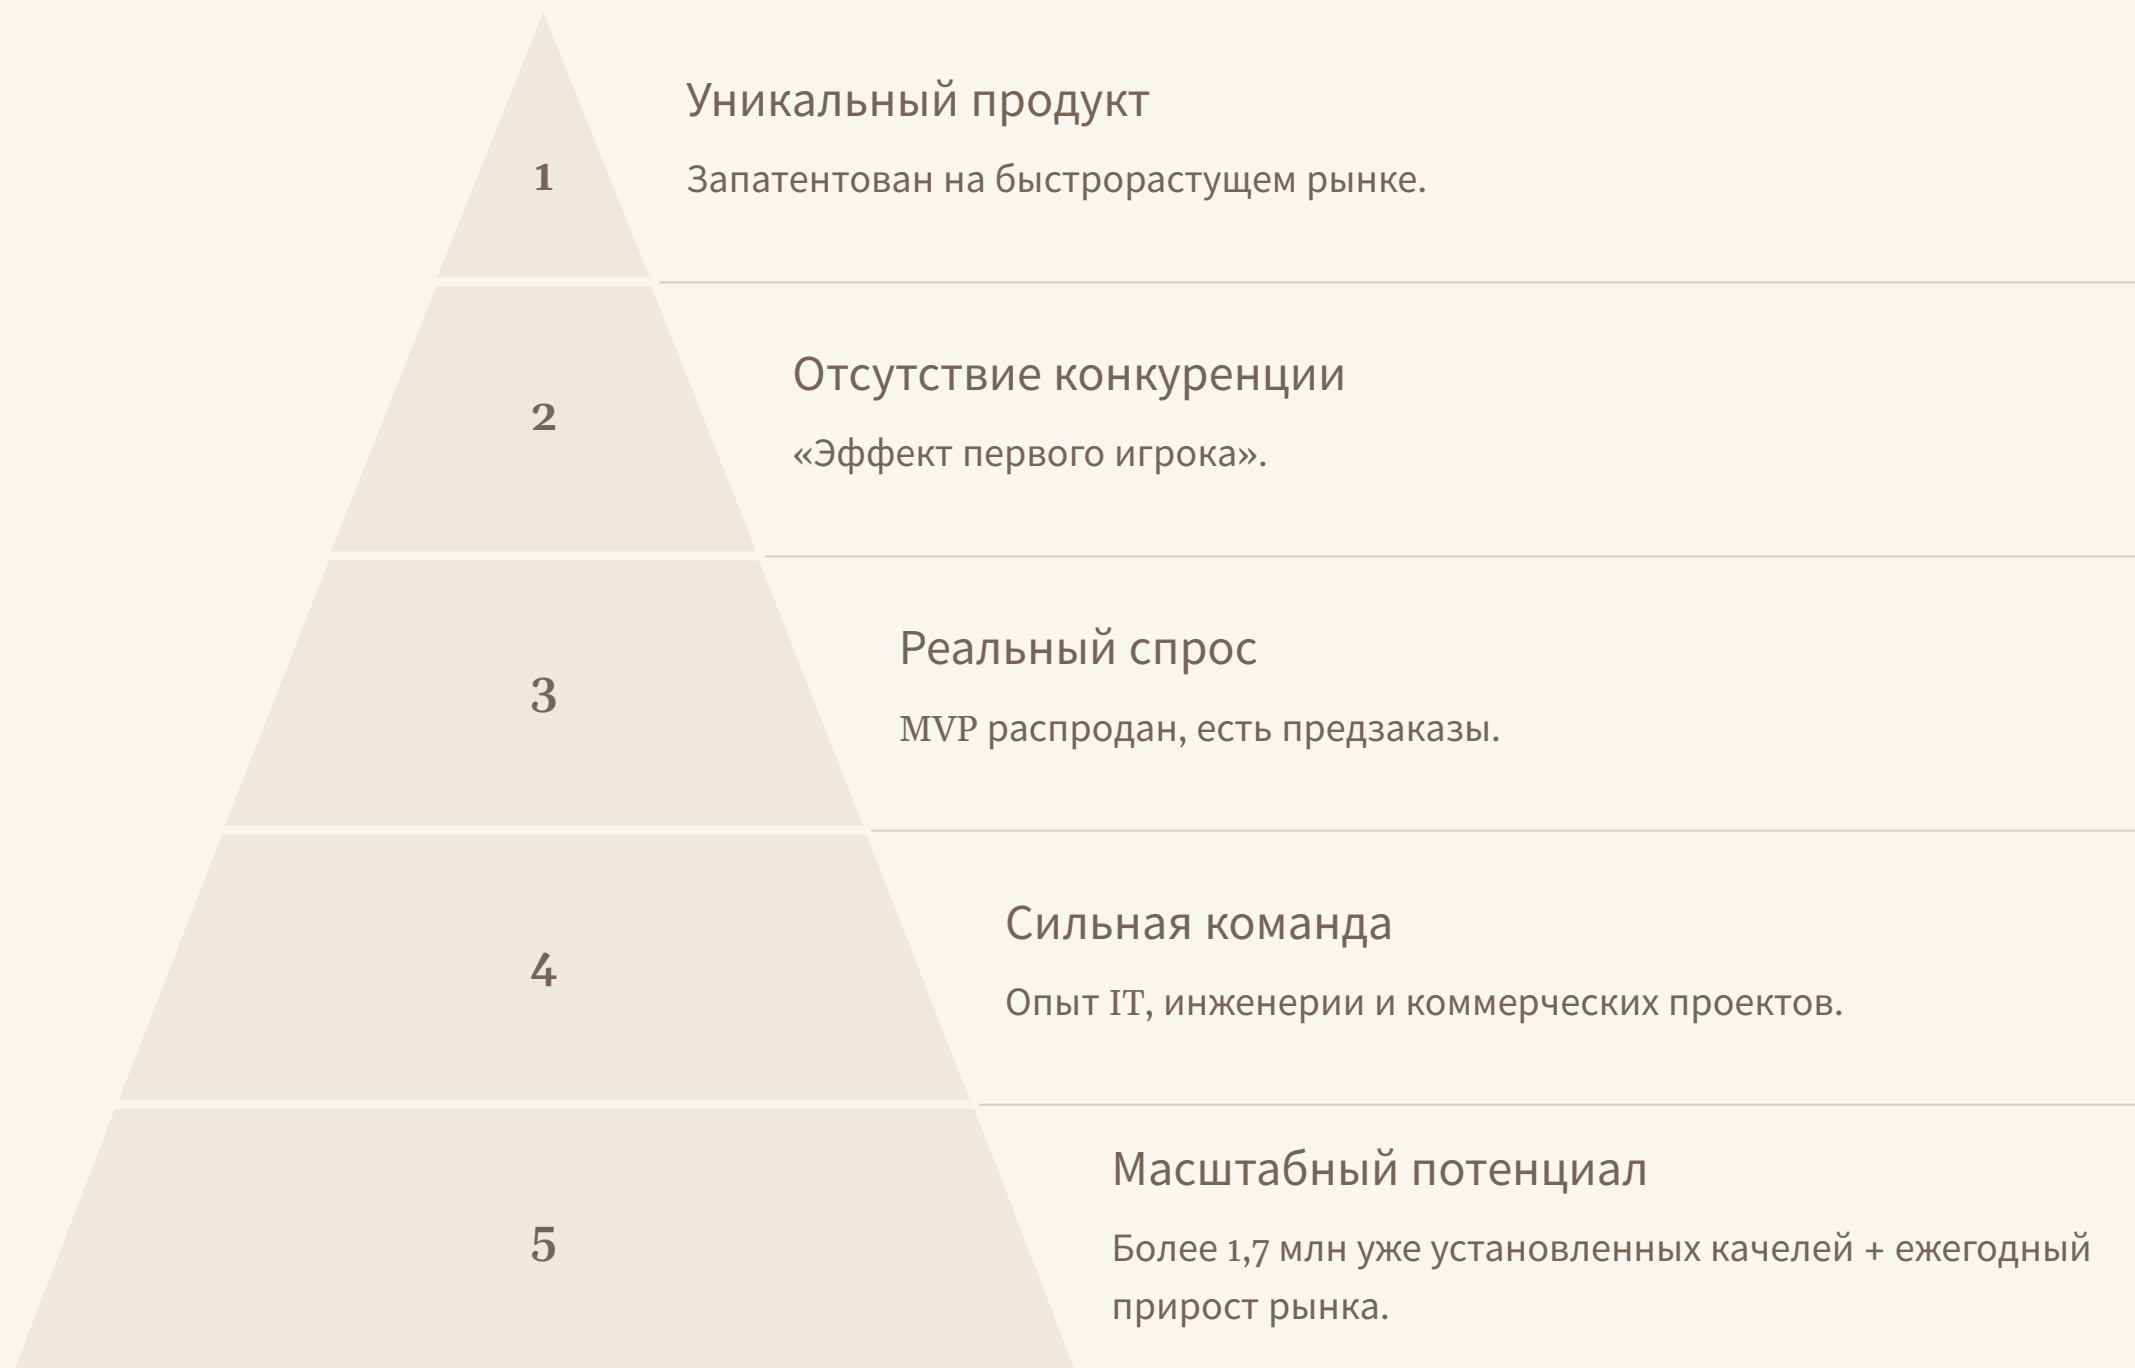 1
Уникальный продукт
Запатентован на быстрорастущем рынке.
2
Отсутствие конкуренции
«Эффект первого игрока».
3
Реальный спрос
MVP распродан, есть предзаказы.
4
Сильная команда
Опыт IT, инженерии и коммерческих проектов.
5
Масштабный потенциал
Более 1,7 млн уже установленных качелей + ежегодный
прирост рынка.